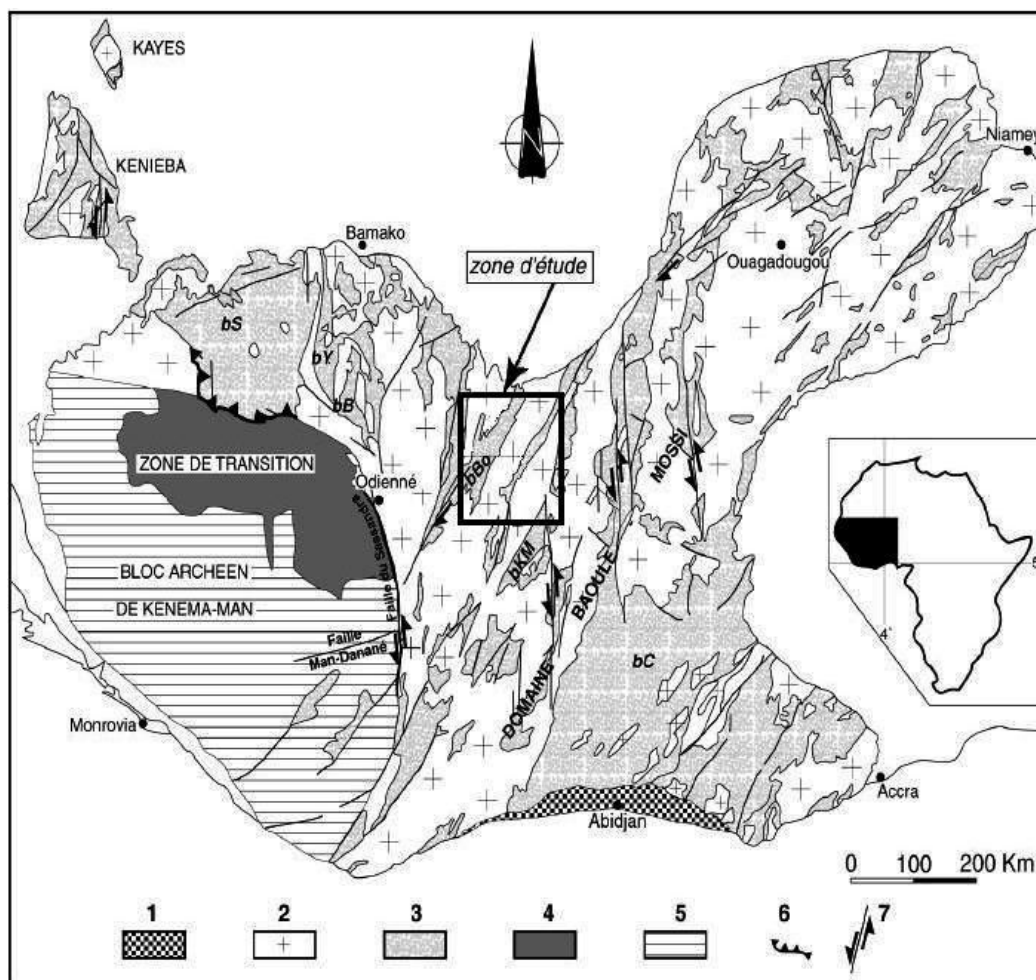 KAYES
KENIEBA
N
Niamey
Bamako
Ouagadougou
zone d'étude
bS
bY
bB
bBo
MOSSI
ZONE DE TRANSITION
Odienné
Faille du Sassandra
bKM
BLOC ARCHEEN
DE KENEMA-MAN
BAOULE
Faille
Man-Danané
bC
DOMAINE
4°
Monrovia
Accra
Abidjan
0 100 200 Km
1 2 3 4 5 6 7